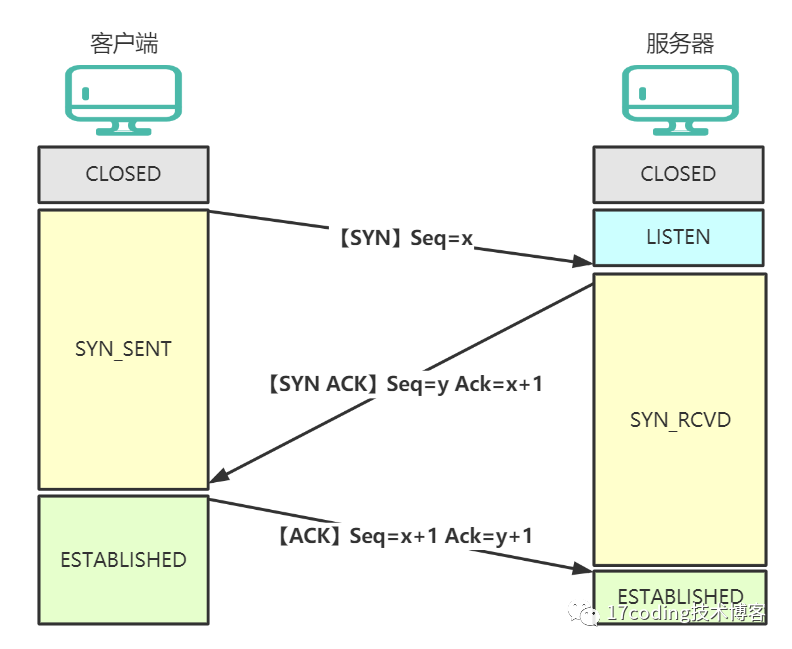 客户端
服务器
CLOSED
CLOSED
【SYN】Seq=x
LISTEN
SYN_SENT
【SYN ACK】Seq=y Ack=x+1
SYN_RCVD
【ACK】Seq=x+1 Ack=y+1
ESTABLISHED
ESTABLISHED
17coding技术博客